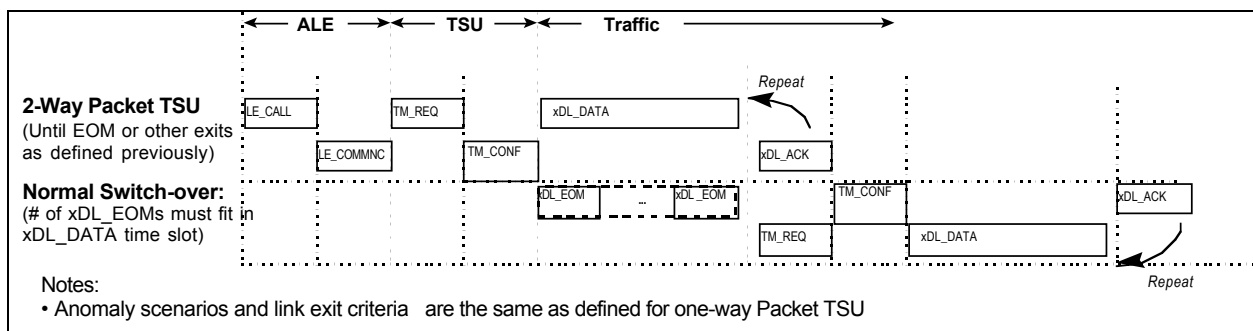 ALE TSU Traffic
Repeat
2-Way Packet TSU
(Until EOM or other exits
as defined previously)
LE_CALL TM_REQ xDL_DATA
LE_COMMNC TM_CONF xDL_ACK
Normal Switch-over:
(# of xDL_EOMs must fit in
xDL_DATA time slot)
xDL_EOM ... xDL_EOM TM_CONF xDL_ACK
TM_REQ xDL_DATA
Repeat
Notes:
• Anomaly scenarios and link exit criteria are the same as defined for one-way Packet TSU